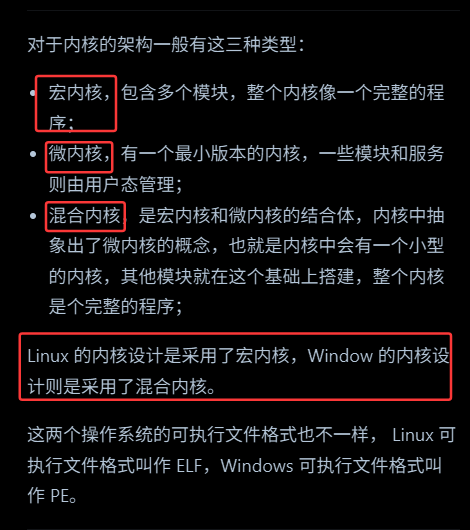 对于内核的架构一般有这三种类型：
宏内核，包含多个模块，整个内核像一个完整的程
序；
微内核，有一个最小版本的内核，一些模块和服务
则由用户态管理；
混合内核，是宏内核和微内核的结合体，内核中抽
象出了微内核的概念，也就是内核中会有一个小型
的内核，其他模块就在这个基础上搭建，整个内核
是个完整的程序；
Linux 的内核设计是采用了宏内核，Window 的内核设
计则是采用了混合内核。
这两个操作系统的可执行文件格式也不一样， Linux 可
执行文件格式叫作 ELF，Windows 可执行文件格式叫
作 PE。